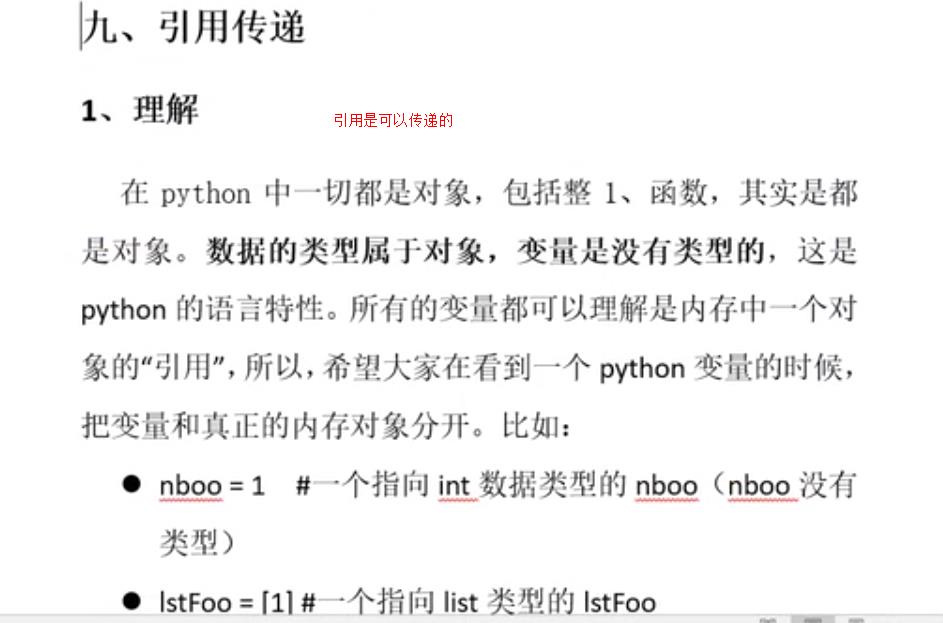 九、引用传递
1、理解
引用是可以传递的
在 python 中一切都是对象，包括整 1、函数，其实是都
是对象。数据的类型属于对象，变量是没有类型的，这是
python 的语言特性。所有的变量都可以理解是内存中一个对
象的“引用”，所以，希望大家在看到一个 python 变量的时候，
把变量和真正的内存对象分开。比如：
● nboo = 1 #一个指向 int 数据类型的 nboo（nboo 没有
类型）
● lstFoo = [1] #一个指向 list 类型的 lstFoo